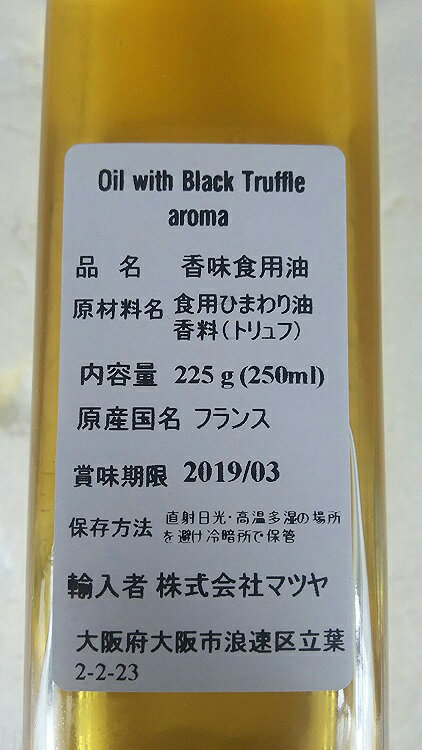 Oil with Black Truffle
aroma
品 名 香味食用油
原材料名 食用ひまわり油
香料(トリュフ)
内容量 225 g (250ml)
原産国名 フランス
賞味期限 2019/03
保存方法 直射日光・高温多湿の場所
を避け冷暗所で保管
輸入者 株式会社マツヤ
大阪府大阪市浪速区立葉
2-2-23